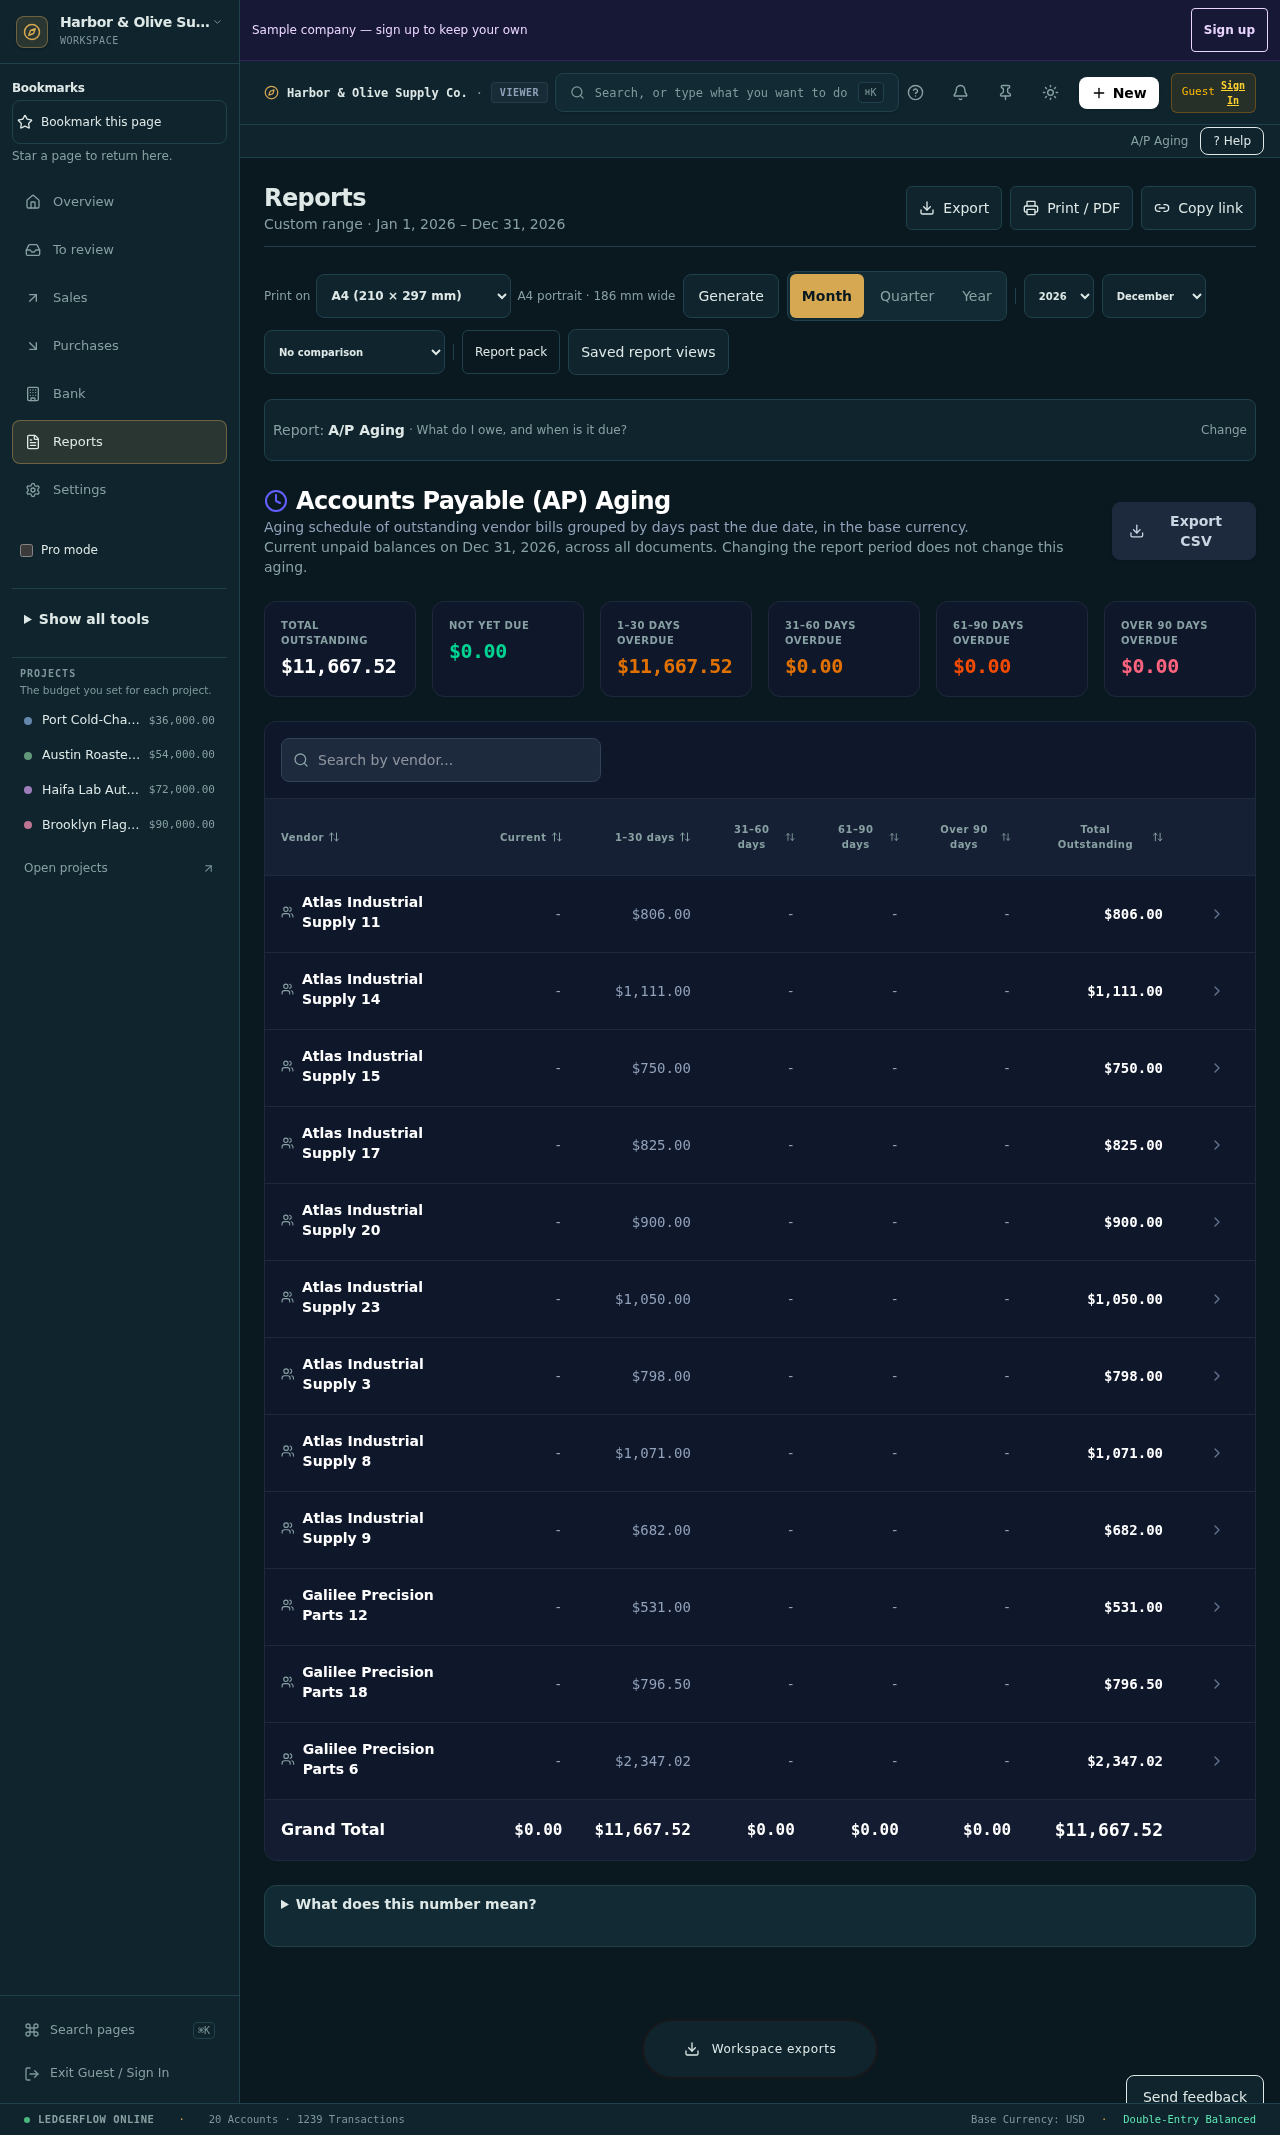 Harbor & Olive Su...
WORKSPACE
Bookmarks
Bookmark this page
Star a page to return here.
Overview
To review
Sales
Purchases
Bank
Reports
Settings
Pro mode
Show all tools
PROJECTS
The budget you set for each project.
Port Cold-Cha... $36,000.00
Austin Roaste... $54,000.00
Haifa Lab Aut... $72,000.00
Brooklyn Flag... $90,000.00
Open projects
Search pages ⌘K
Exit Guest / Sign In
Sample company — sign up to keep your own
Sign up
Harbor & Olive Supply Co. · VIEWER
Search, or type what you want to do ⌘K
New
Guest Sign In
A/P Aging
? Help
Reports
Custom range · Jan 1, 2026 – Dec 31, 2026
Export
Print / PDF
Copy link
Print on A4 (210 × 297 mm) A4 portrait · 186 mm wide Generate Month Quarter Year 2026 December
No comparison Report pack Saved report views
Report: A/P Aging · What do I owe, and when is it due? Change
Accounts Payable (AP) Aging
Aging schedule of outstanding vendor bills grouped by days past the due date, in the base currency.
Current unpaid balances on Dec 31, 2026, across all documents. Changing the report period does not change this
aging.
Export
CSV
TOTAL
OUTSTANDING
$11,667.52
NOT YET DUE
$0.00
1–30 DAYS
OVERDUE
$11,667.52
31–60 DAYS
OVERDUE
$0.00
61–90 DAYS
OVERDUE
$0.00
OVER 90 DAYS
OVERDUE
$0.00
Search by vendor...
Vendor Current 1–30 days 31–60 days 61–90 days Over 90 days Total Outstanding
Atlas Industrial
Supply 11 - $806.00 - - - $806.00
Atlas Industrial
Supply 14 - $1,111.00 - - - $1,111.00
Atlas Industrial
Supply 15 - $750.00 - - - $750.00
Atlas Industrial
Supply 17 - $825.00 - - - $825.00
Atlas Industrial
Supply 20 - $900.00 - - - $900.00
Atlas Industrial
Supply 23 - $1,050.00 - - - $1,050.00
Atlas Industrial
Supply 3 - $798.00 - - - $798.00
Atlas Industrial
Supply 8 - $1,071.00 - - - $1,071.00
Atlas Industrial
Supply 9 - $682.00 - - - $682.00
Galilee Precision
Parts 12 - $531.00 - - - $531.00
Galilee Precision
Parts 18 - $796.50 - - - $796.50
Galilee Precision
Parts 6 - $2,347.02 - - - $2,347.02
Grand Total $0.00 $11,667.52 $0.00 $0.00 $0.00 $11,667.52
What does this number mean?
Workspace exports
Send feedback
LEDGERFLOW ONLINE · 20 Accounts · 1239 Transactions
Base Currency: USD · Double-Entry Balanced